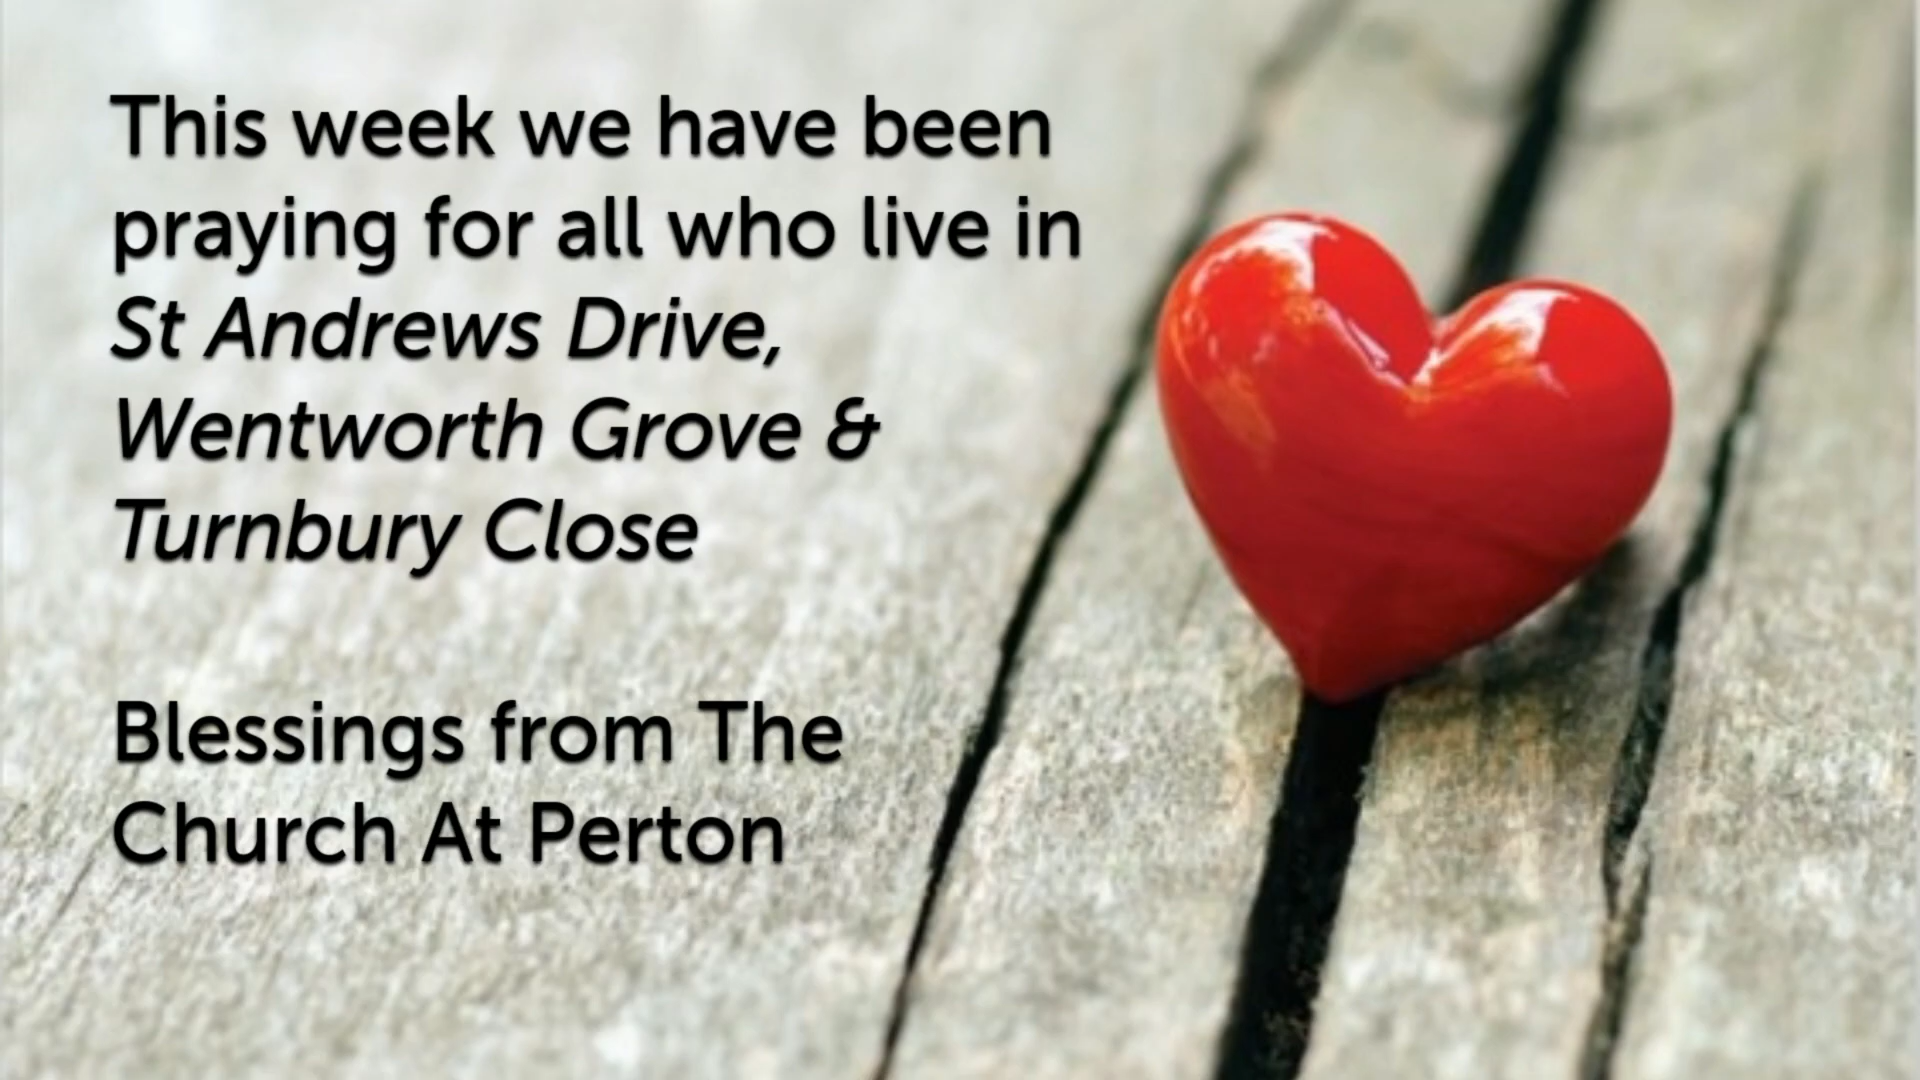 This week we have been
praying for all who live in
St Andrews Drive,
Wentworth Grove &
Turnbury Close
Blessings from The
Church At Perton